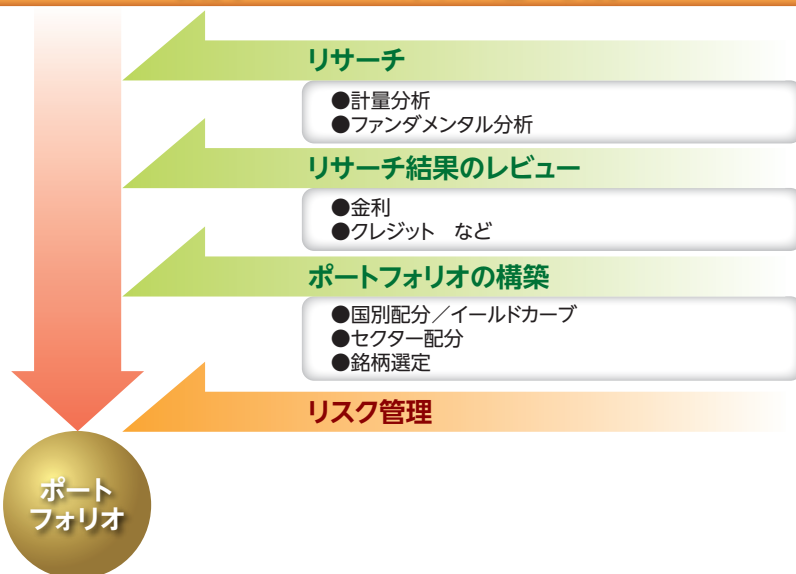 リサーチ
●計量分析
●ファンダメンタル分析
リサーチ結果のレビュー
●金利
●クレジット　など
ポートフォリオの構築
●国別配分／イールドカーブ
●セクター配分
●銘柄選定
リスク管理
ポート
フォリオ